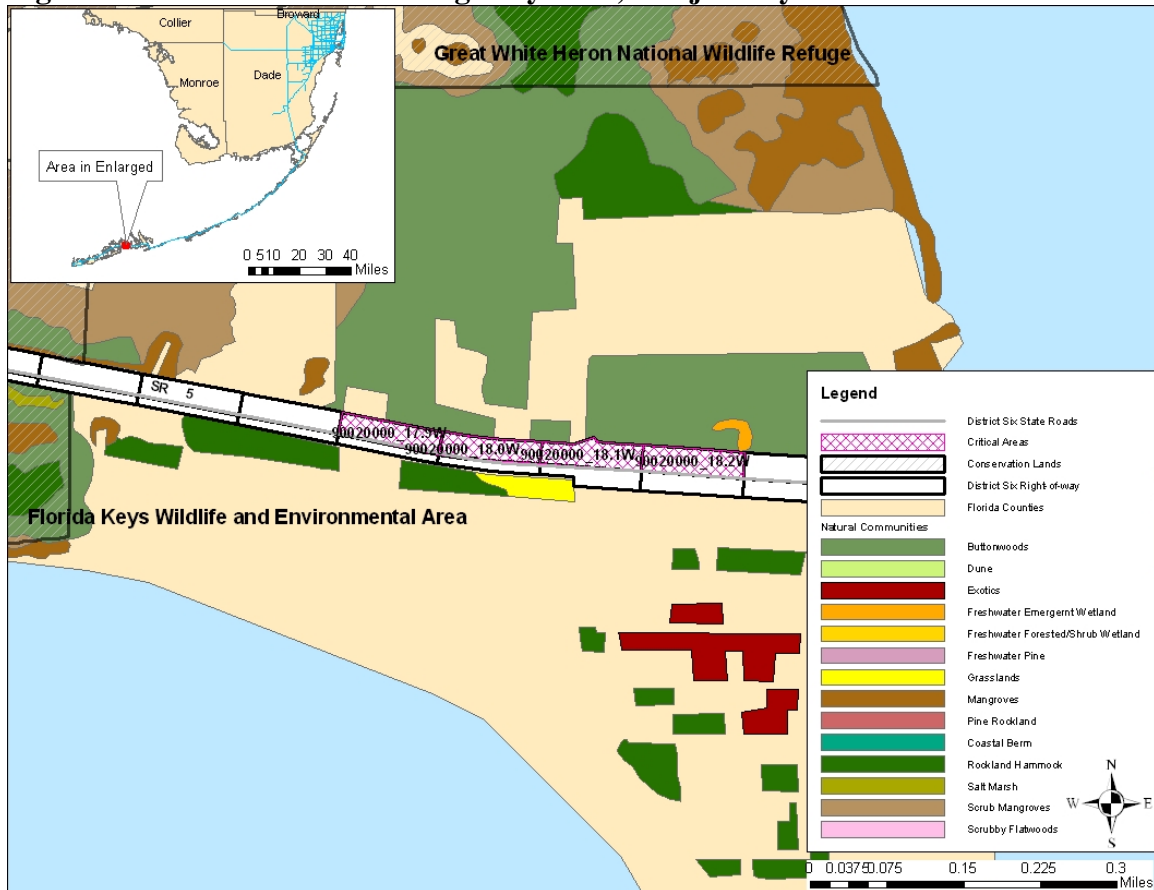 Broward
Collier
Monroe
Dade
Area in Enlarged
0 510 20 30 40
Miles
Great White Heron National Wildlife Refuge
SR 5
90020000_17.9W
90020000_18.0W
90020000_18.1W
90020000_18.2W
Florida Keys Wildlife and Environmental Area
Legend
District Six State Roads
Critical Areas
Conservation Lands
District Six Right-of-way
Florida Counties
Natural Communities
Buttonwoods
Dune
Exotics
Freshwater Emergernt Wetland
Freshwater Forested/Shrub Wetland
Freshwater Pine
Grasslands
Mangroves
Pine Rockland
Coastal Berm
Rockland Hammock
Salt Marsh
Scrub Mangroves
Scrubby Flatwoods
N
W E
S
0 0.03750.075 0.15 0.225 0.3
Miles